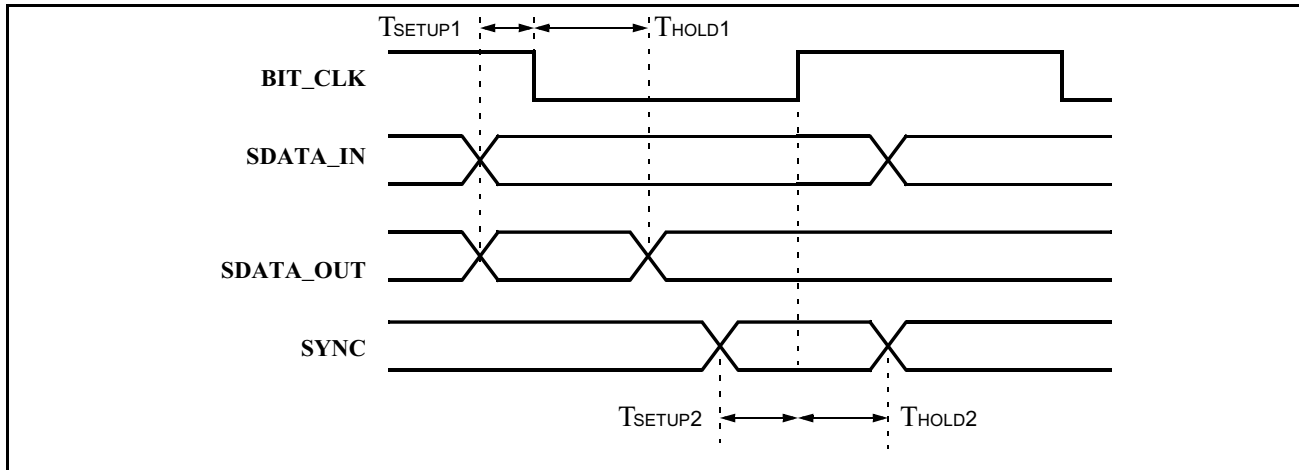 TSETUP1 THOLD1
BIT_CLK
SDATA_IN
SDATA_OUT
SYNC
TSETUP2 THOLD2